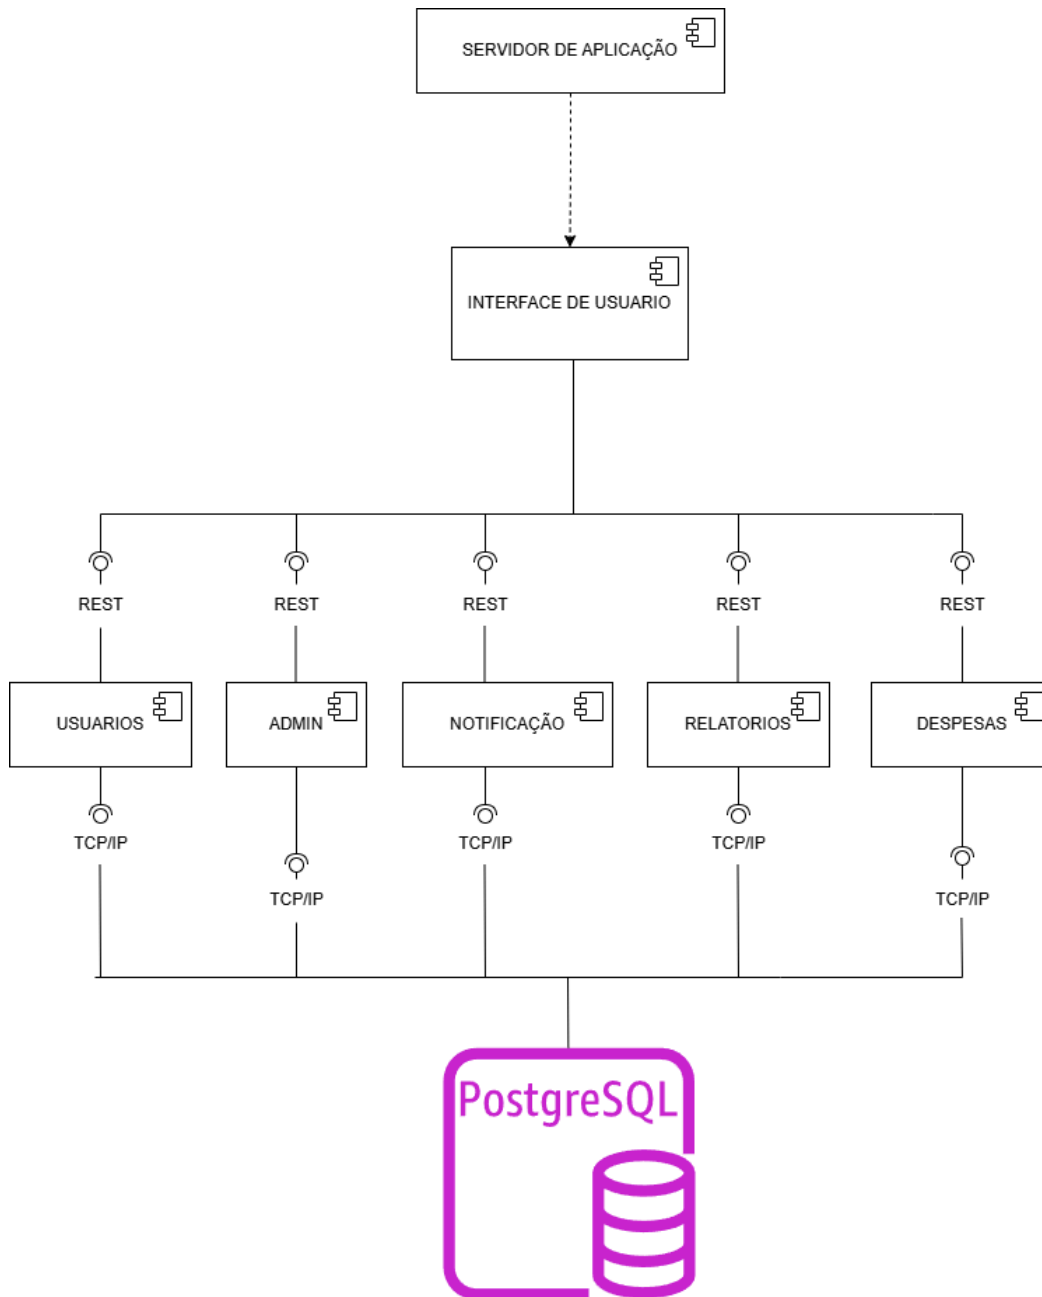 SERVIDOR DE APLICAÇÃO
INTERFACE DE USUARIO
REST
REST
REST
REST
REST
USUARIOS
ADMIN
NOTIFICAÇÃO
RELATORIOS
DESPESAS
TCP/IP
TCP/IP
TCP/IP
TCP/IP
TCP/IP
PostgreSQL